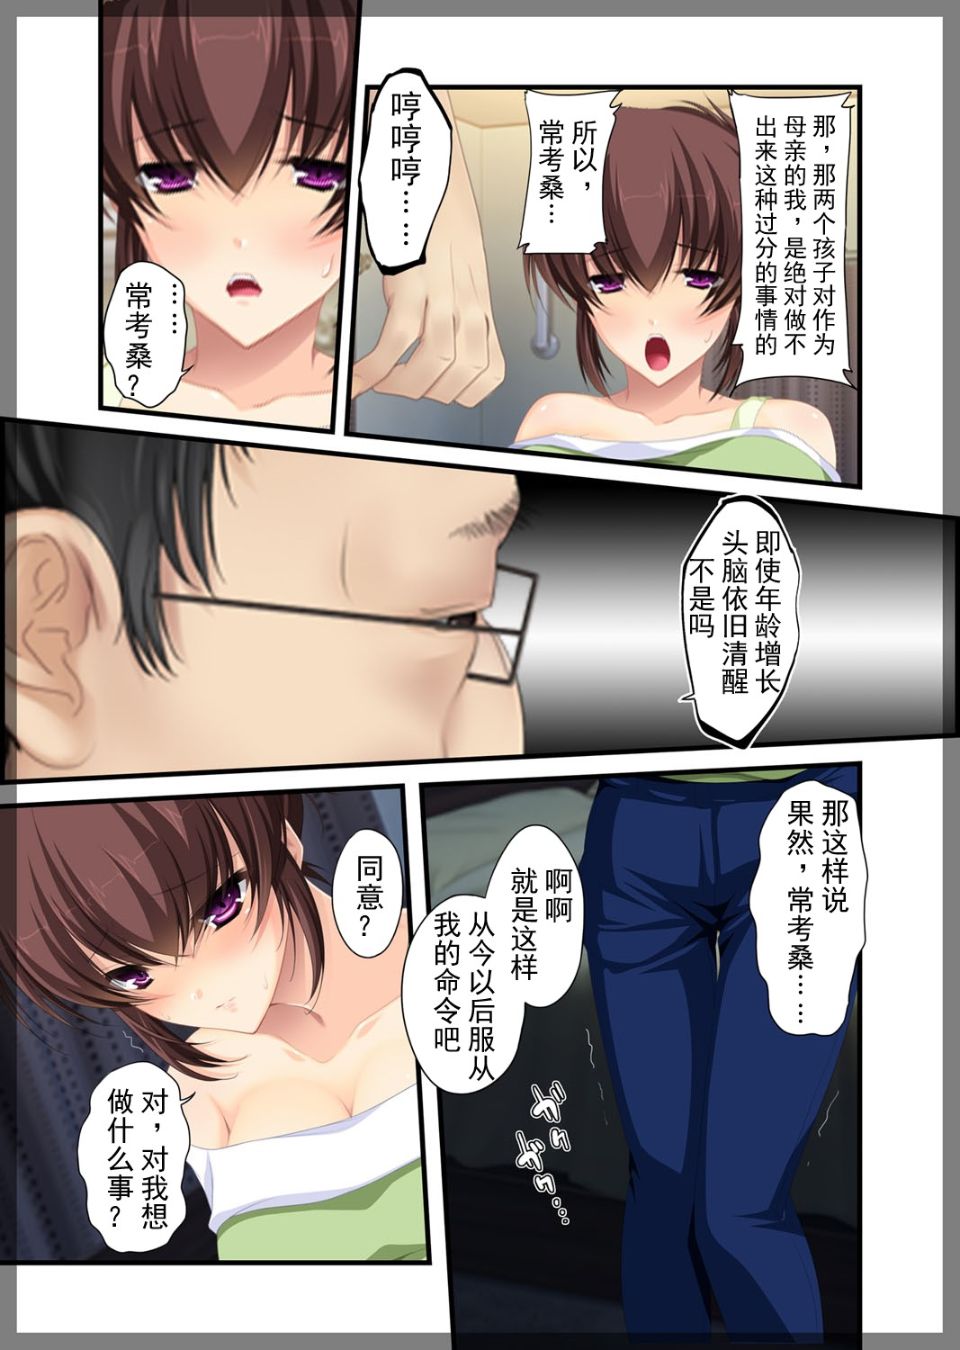 那，那两个孩子对作为
母亲的我，是绝对做不
出来这种过分的事情的
所以，
常考桑…
哼哼哼……
……
常考桑？
即使年龄增长
头脑依旧清醒
不是吗
那这样说
果然，常考桑……
啊啊
就是这样
从今以后服从
我的命令吧
同意？
对，对我想
做什么事？